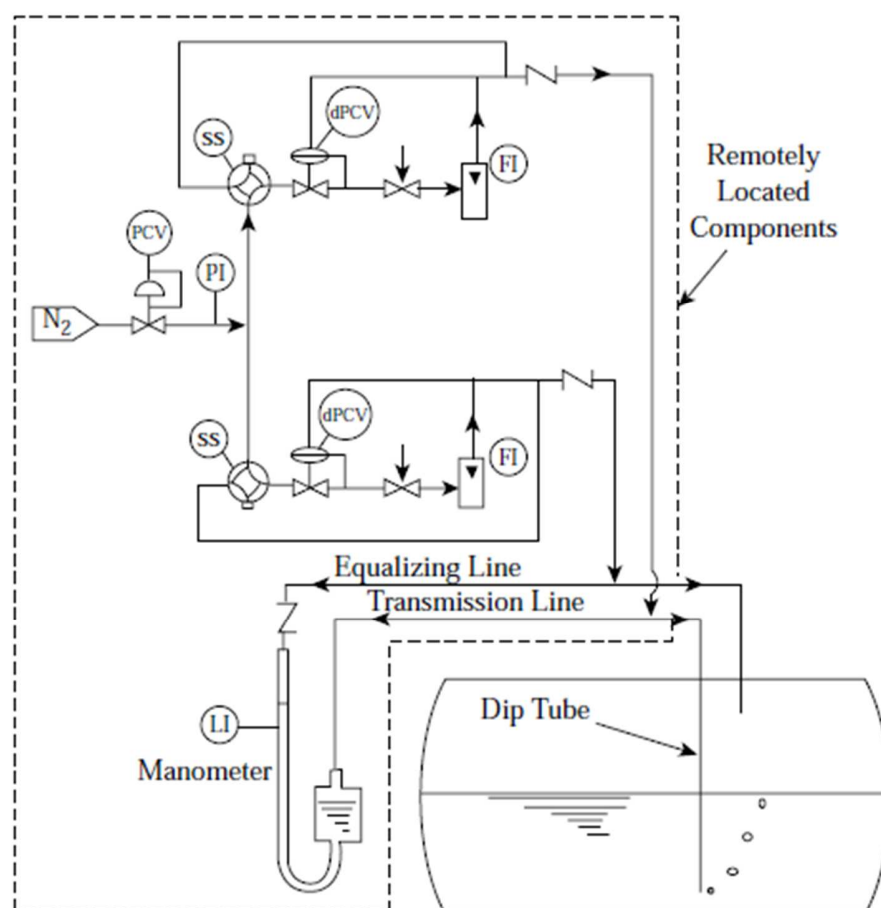 dPCV
SS
FI
Remotely
Located
Components
PCV
PI
N2
dPCV
SS
FI
Equalizing Line
Transmission Line
Dip Tube
LI
Manometer